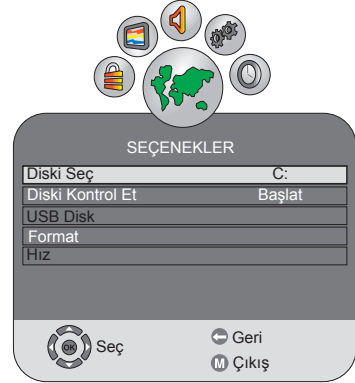 SEÇENEKLER
Diski Seç C:
Diski Kontrol Et Başlat
USB Disk
Format
Hız
OK Seç
Geri
M Çıkış